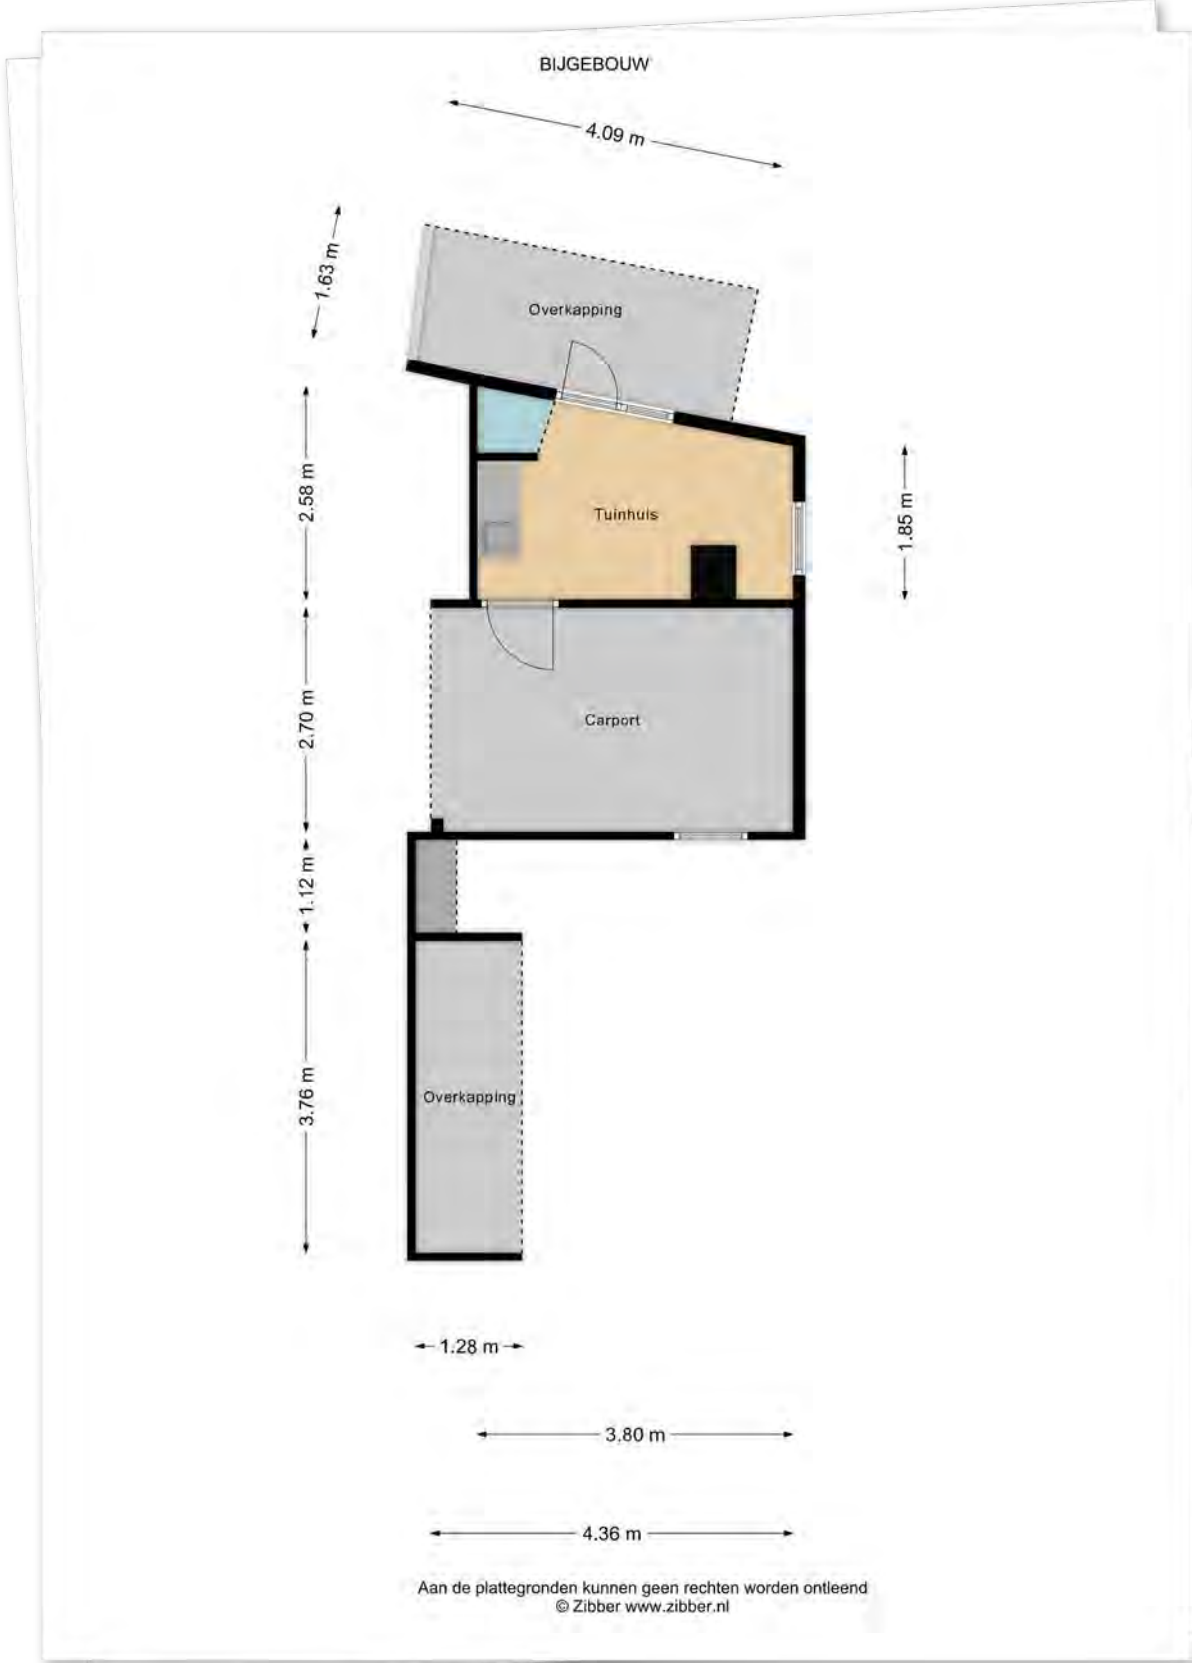 BIJGEBOUW
4.09 m
1.63 m
Overkapping
2.58 m
Tuinhuis
1.85 m
2.70 m
Carport
1.12 m
3.76 m
Overkapping
1.28 m
3.80 m
4.36 m
Aan de plattegronden kunnen geen rechten worden ontleend
© Zibber www.zibber.nl